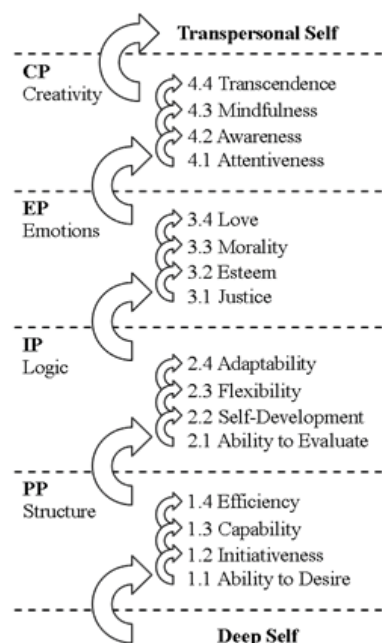 Transpersonal Self
CP
Creativity
4.4 Transcendence
4.3 Mindfulness
4.2 Awareness
4.1 Attentiveness
EP
Emotions
3.4 Love
3.3 Morality
3.2 Esteem
3.1 Justice
IP
Logic
2.4 Adaptability
2.3 Flexibility
2.2 Self-Development
2.1 Ability to Evaluate
PP
Structure
1.4 Efficiency
1.3 Capability
1.2 Initiativeness
1.1 Ability to Desire
Deep Self